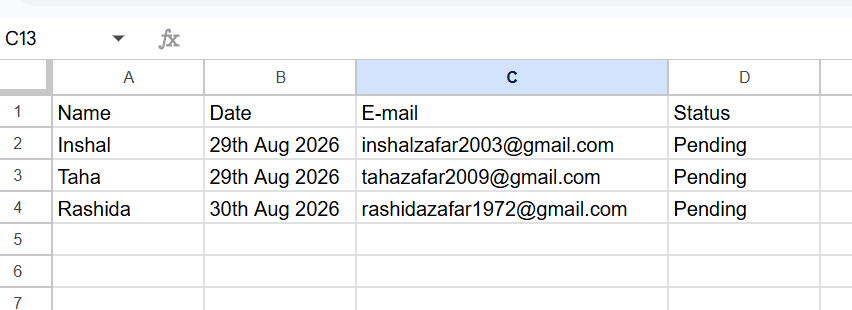 C13 fx
A B C D
1 Name Date E-mail Status
2 Inshal 29th Aug 2026 inshalzafar2003@gmail.com Pending
3 Taha 29th Aug 2026 tahazafar2009@gmail.com Pending
4 Rashida 30th Aug 2026 rashidazafar1972@gmail.com Pending
5
6
7